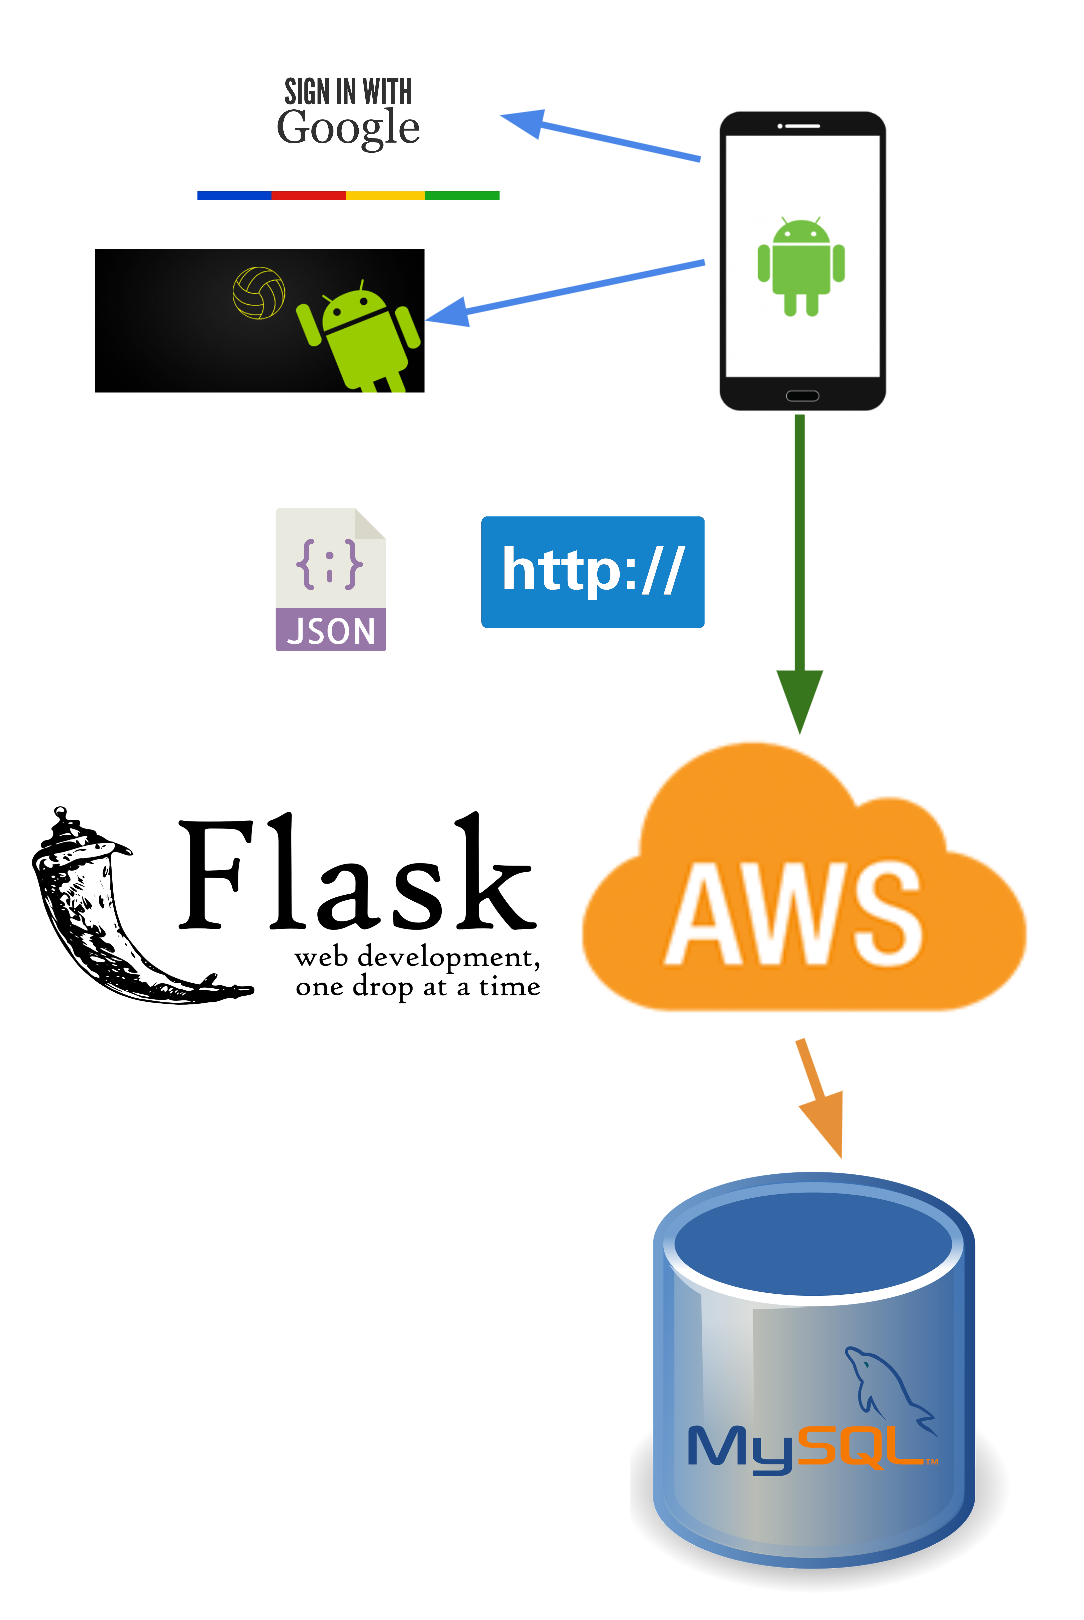 SIGN IN WITH
Google
{;}
JSON
http://
Flask
web development,
one drop at a time
AWS
MySQL™